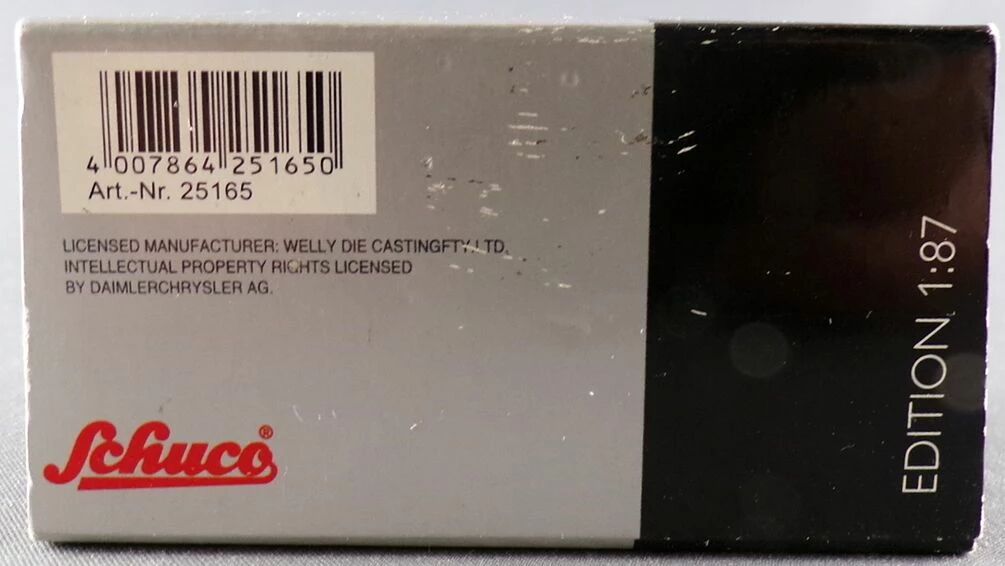 4 007864 251650
Art.-Nr. 25165
LICENSED MANUFACTURER: WELLY DIE CASTINGFTY.LTD.
INTELLECTUAL PROPERTY RIGHTS LICENSED
BY DAIMLERCHRYSLER AG.
Schuco®
EDITION 1:87